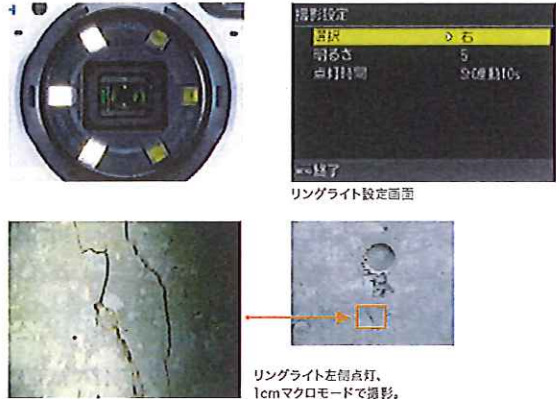 撮影設定
選択 右
明るさ 5
点灯時間
終了
リングライト設定画面
リングライト左側点灯、
1cmマクロモードで撮影。